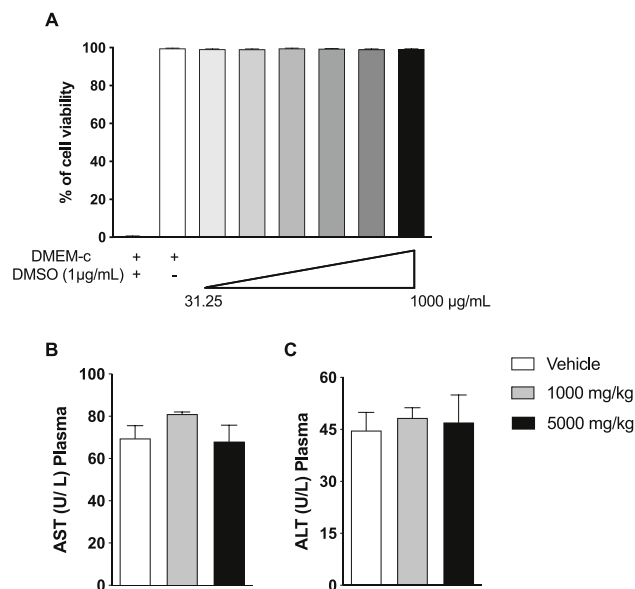 A
% of cell viability
100
80
60
40
20
0
DMEM-c + +
DMSO (1µg/mL) + -
31.25 1000 µg/mL
B
AST (U/ L) Plasma
100
80
60
40
20
0
C
ALT (U/L) Plasma
60
45
30
15
0
Vehicle
1000 mg/kg
5000 mg/kg